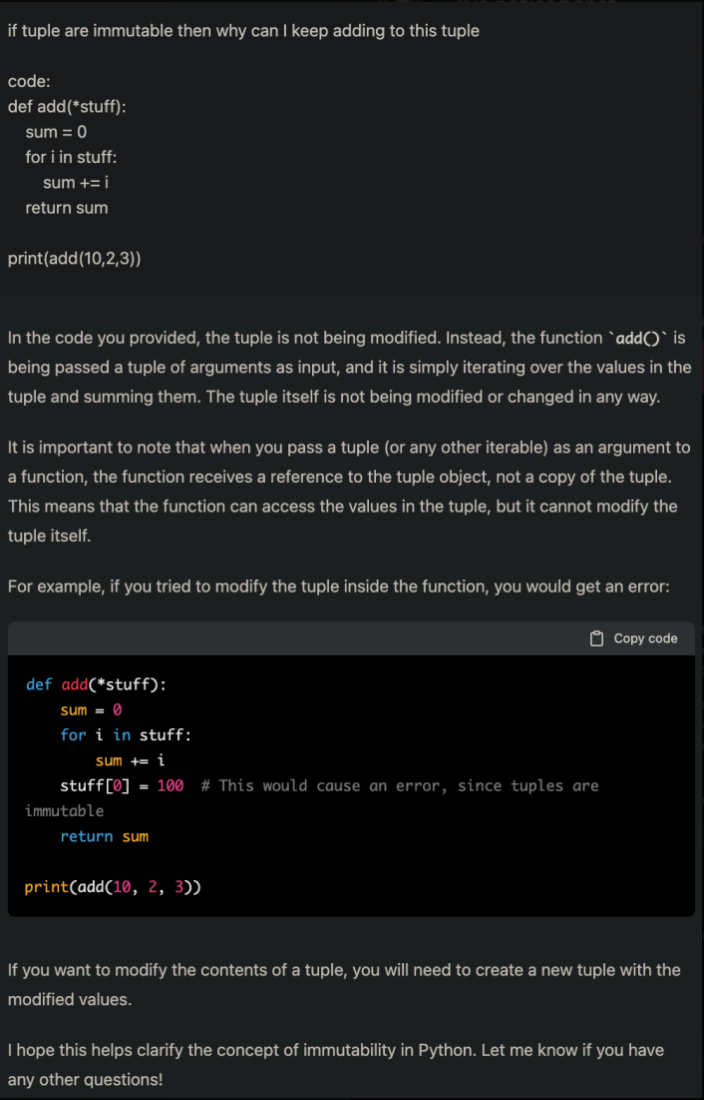 if tuple are immutable then why can I keep adding to this tuple
code:
def add(*stuff):
sum = 0
for i in stuff:
sum += i
return sum
print(add(10,2,3))
In the code you provided, the tuple is not being modified. Instead, the function `add()` is
being passed a tuple of arguments as input, and it is simply iterating over the values in the
tuple and summing them. The tuple itself is not being modified or changed in any way.
It is important to note that when you pass a tuple (or any other iterable) as an argument to
a function, the function receives a reference to the tuple object, not a copy of the tuple.
This means that the function can access the values in the tuple, but it cannot modify the
tuple itself.
For example, if you tried to modify the tuple inside the function, you would get an error:
Copy code
def add(*stuff):
sum = 0
for i in stuff:
sum += i
stuff[0] = 100  # This would cause an error, since tuples are
immutable
return sum
print(add(10, 2, 3))
If you want to modify the contents of a tuple, you will need to create a new tuple with the
modified values.
I hope this helps clarify the concept of immutability in Python. Let me know if you have
any other questions!